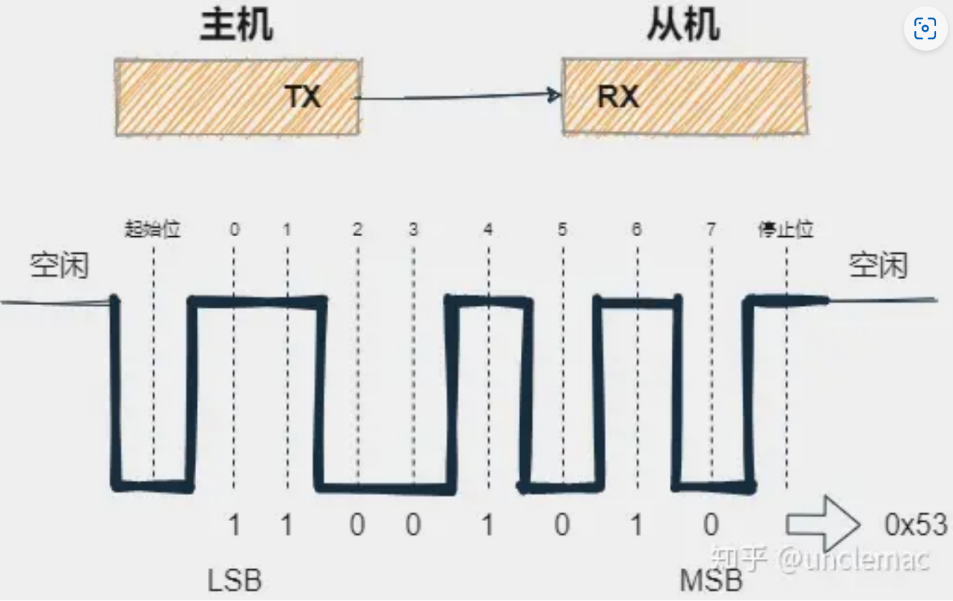 主机 从机
TX RX
起始位 0 1 2 3 4 5 6 7 停止位
空闲 空闲
1 1 0 0 1 0 1 0 0x53
知乎 @unclemac
LSB MSB